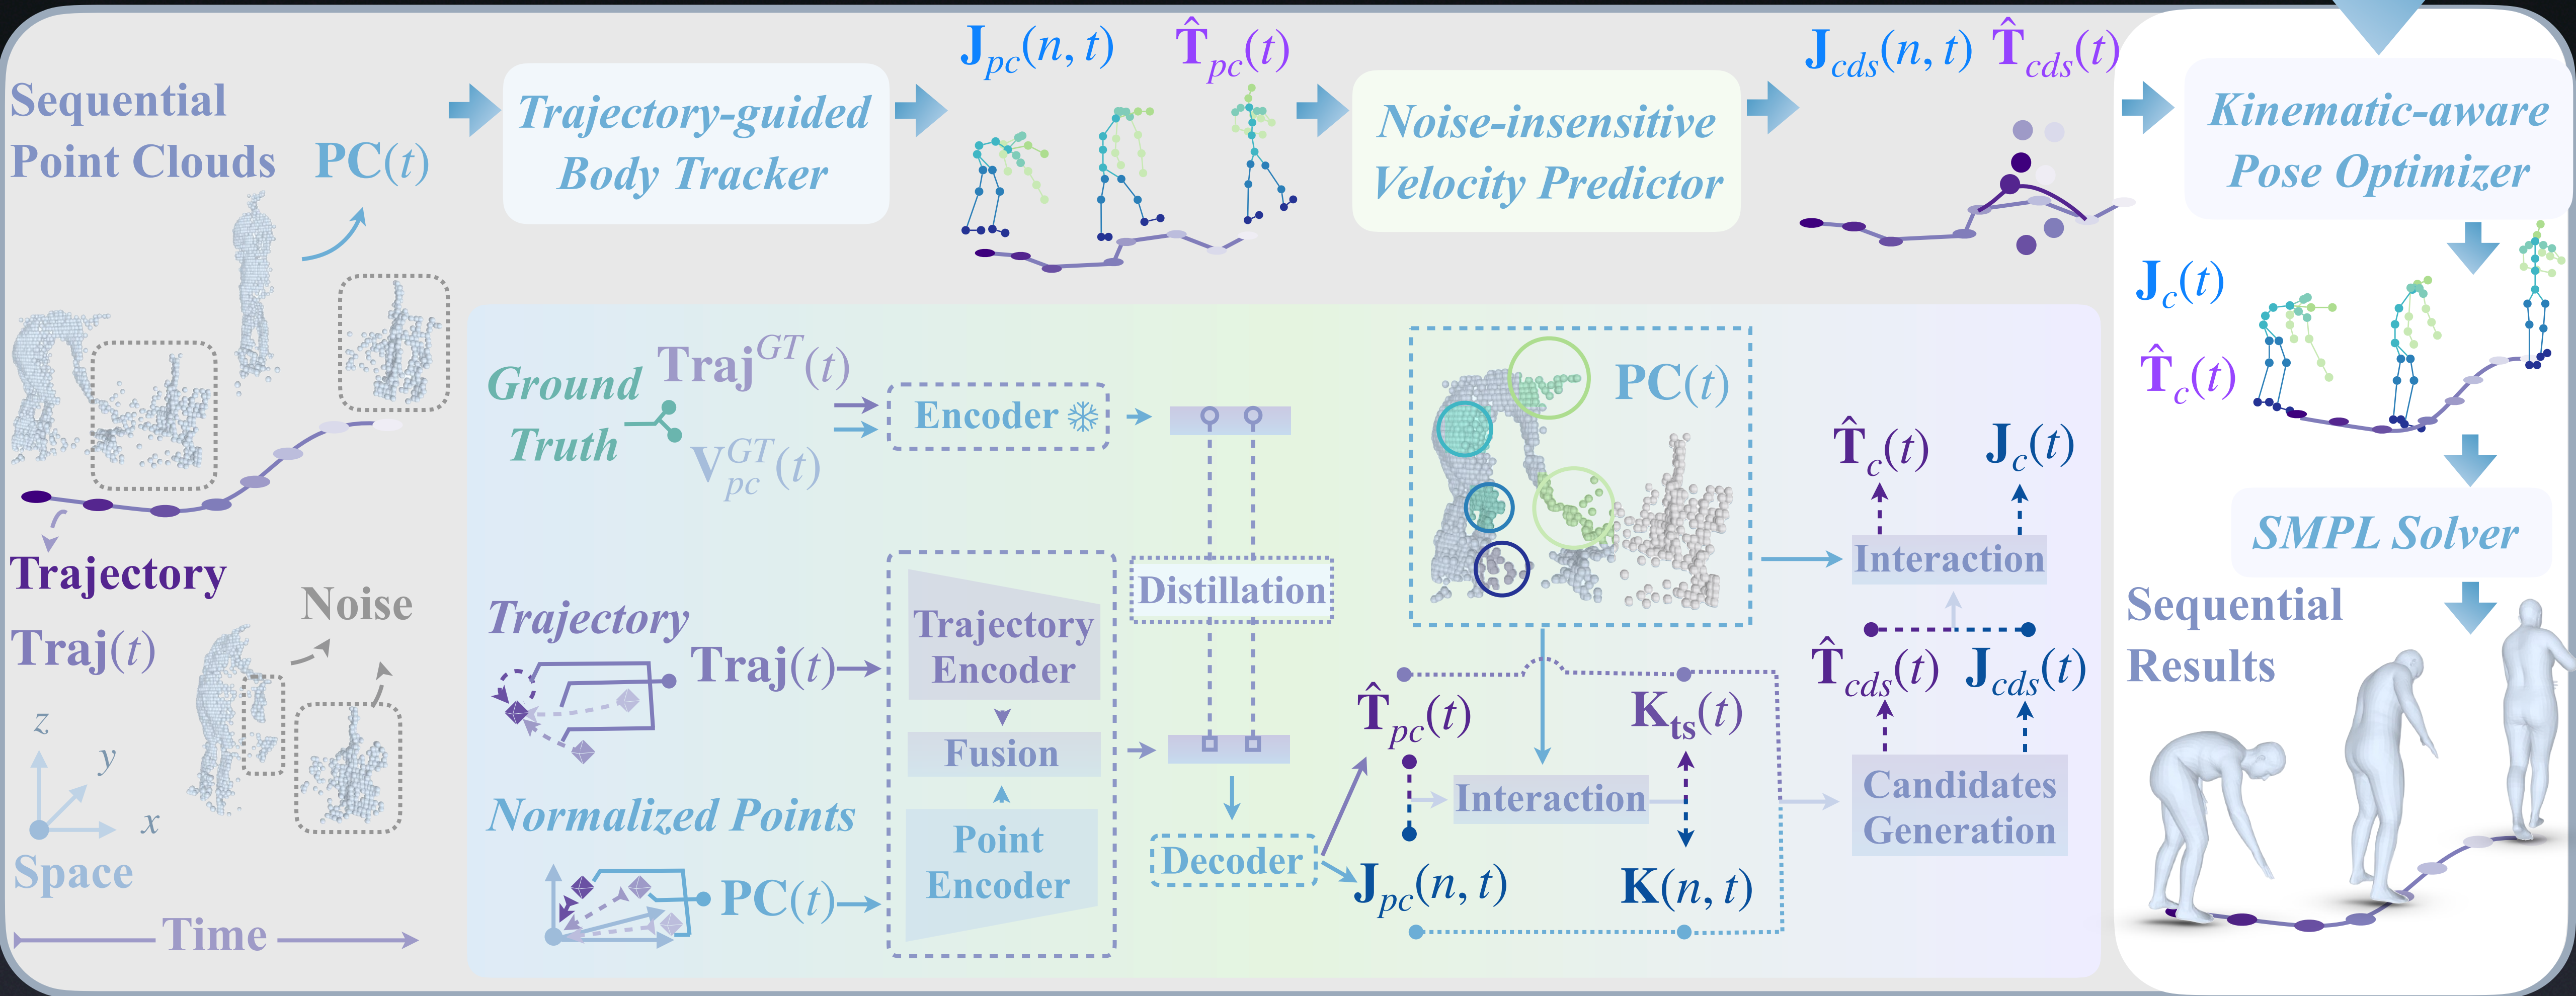 Sequential
Point Clouds
PC(t)
Trajectory-guided
Body Tracker
J_pc(n, t)
T̂_pc(t)
Noise-insensitive
Velocity Predictor
J_cds(n, t)
T̂_cds(t)
Kinematic-aware
Pose Optimizer
J_c(t)
T̂_c(t)
SMPL Solver
Sequential
Results
Trajectory
Traj(t)
Noise
z
y
x
Space
Time
Ground
Truth
Traj^GT(t)
V_pc^GT(t)
Encoder
Distillation
Trajectory
Traj(t)
Trajectory
Encoder
Fusion
Normalized Points
PC(t)
Point
Encoder
Decoder
PC(t)
T̂_pc(t)
J_pc(n, t)
Interaction
K_ts(t)
K(n, t)
T̂_c(t)
J_c(t)
Interaction
T̂_cds(t)
J_cds(t)
Candidates
Generation